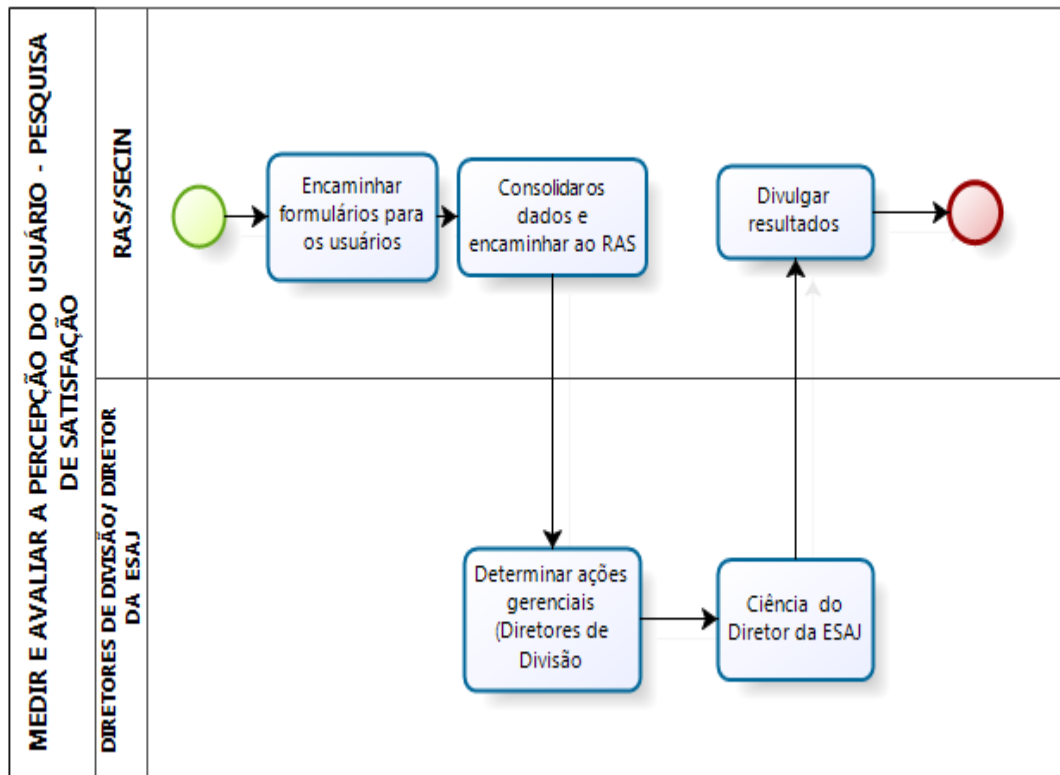 MEDIR E AVALIAR A PERCEPÇÃO DO USUÁRIO - PESQUISA
DE SATISFAÇÃO
RAS/SECIN
Encaminhar
formulários para
os usuários
Consolidaros
dados e
encaminhar ao RAS
Divulgar
resultados
DIRETORES DE DIVISÃO/ DIRETOR
DA ESAJ
Determinar ações
gerenciais
(Diretores de
Divisão
Ciência do
Diretor da ESAJ